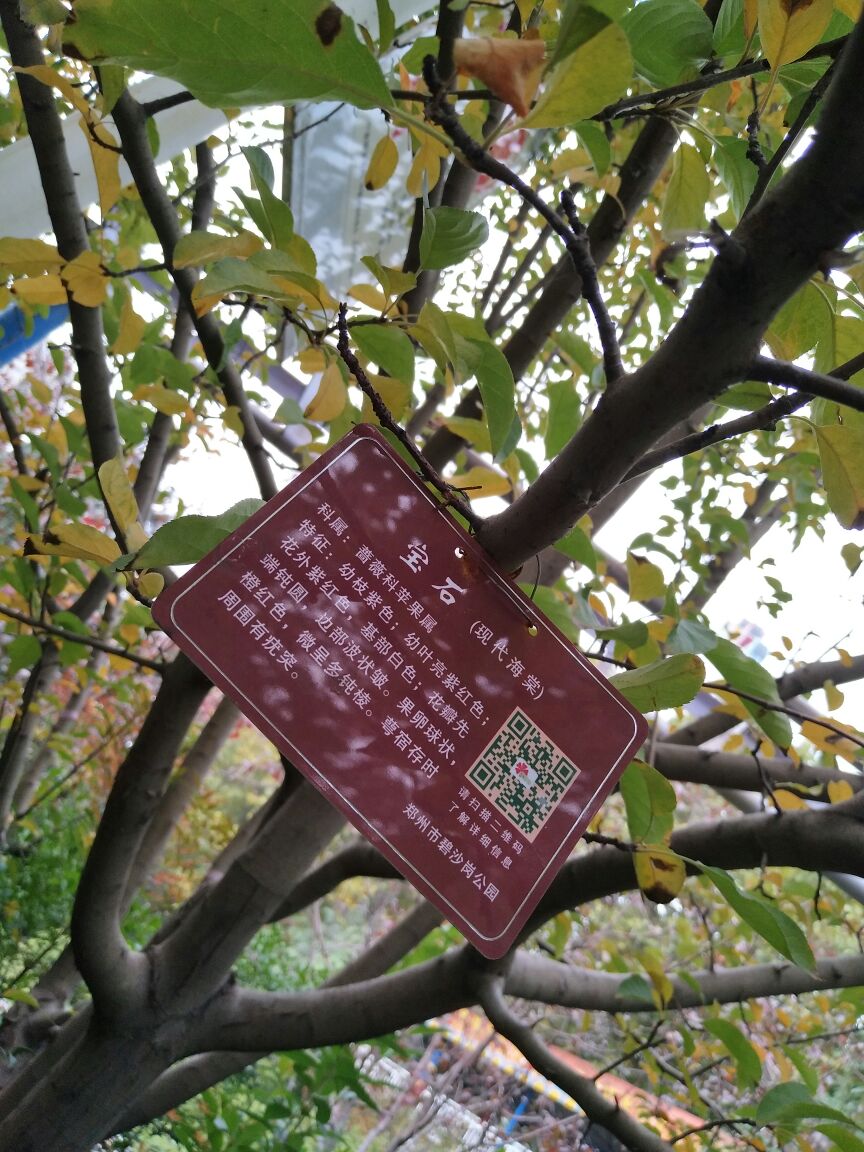 宝石 (现代海棠)
科属：蔷薇科苹果属
特征：幼枝紫色；幼叶亮紫红色；
花外紫红色，基部白色；花瓣先
端钝圆，边部波状皱。果卵球状，
橙红色，微呈多钝棱。萼宿存时
周围有疣突。
请扫描二维码
了解详细信息
郑州市碧沙岗公园